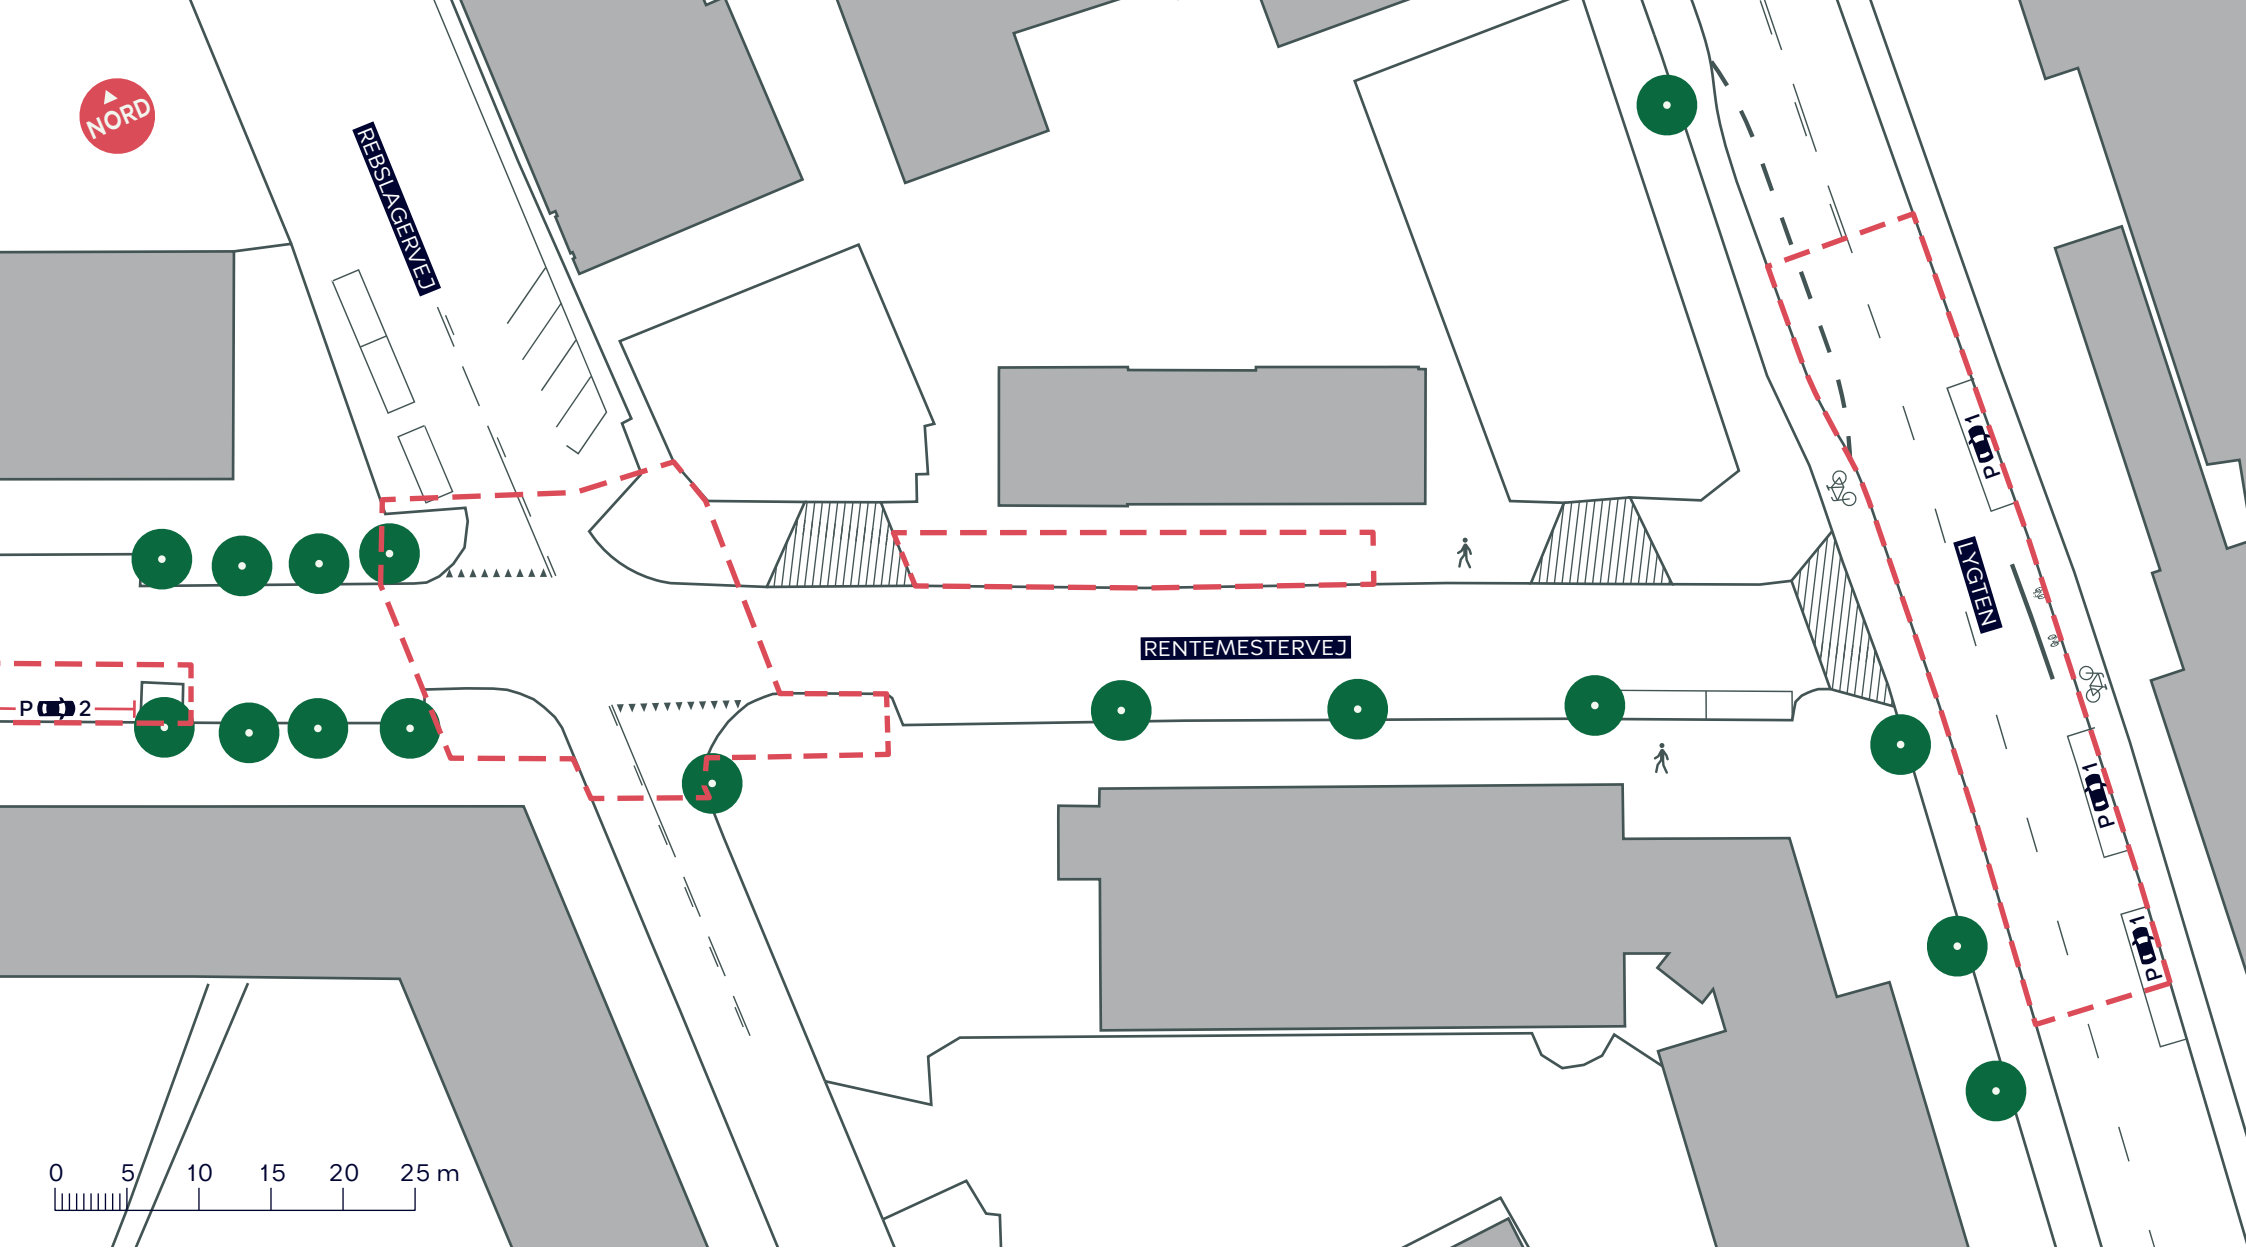 NORD
REBSLAGERVEJ
P 1
LYGTEN
RENTEMESTERVEJ
P 2
P 1
P 1
0 5 10 15 20 25 m